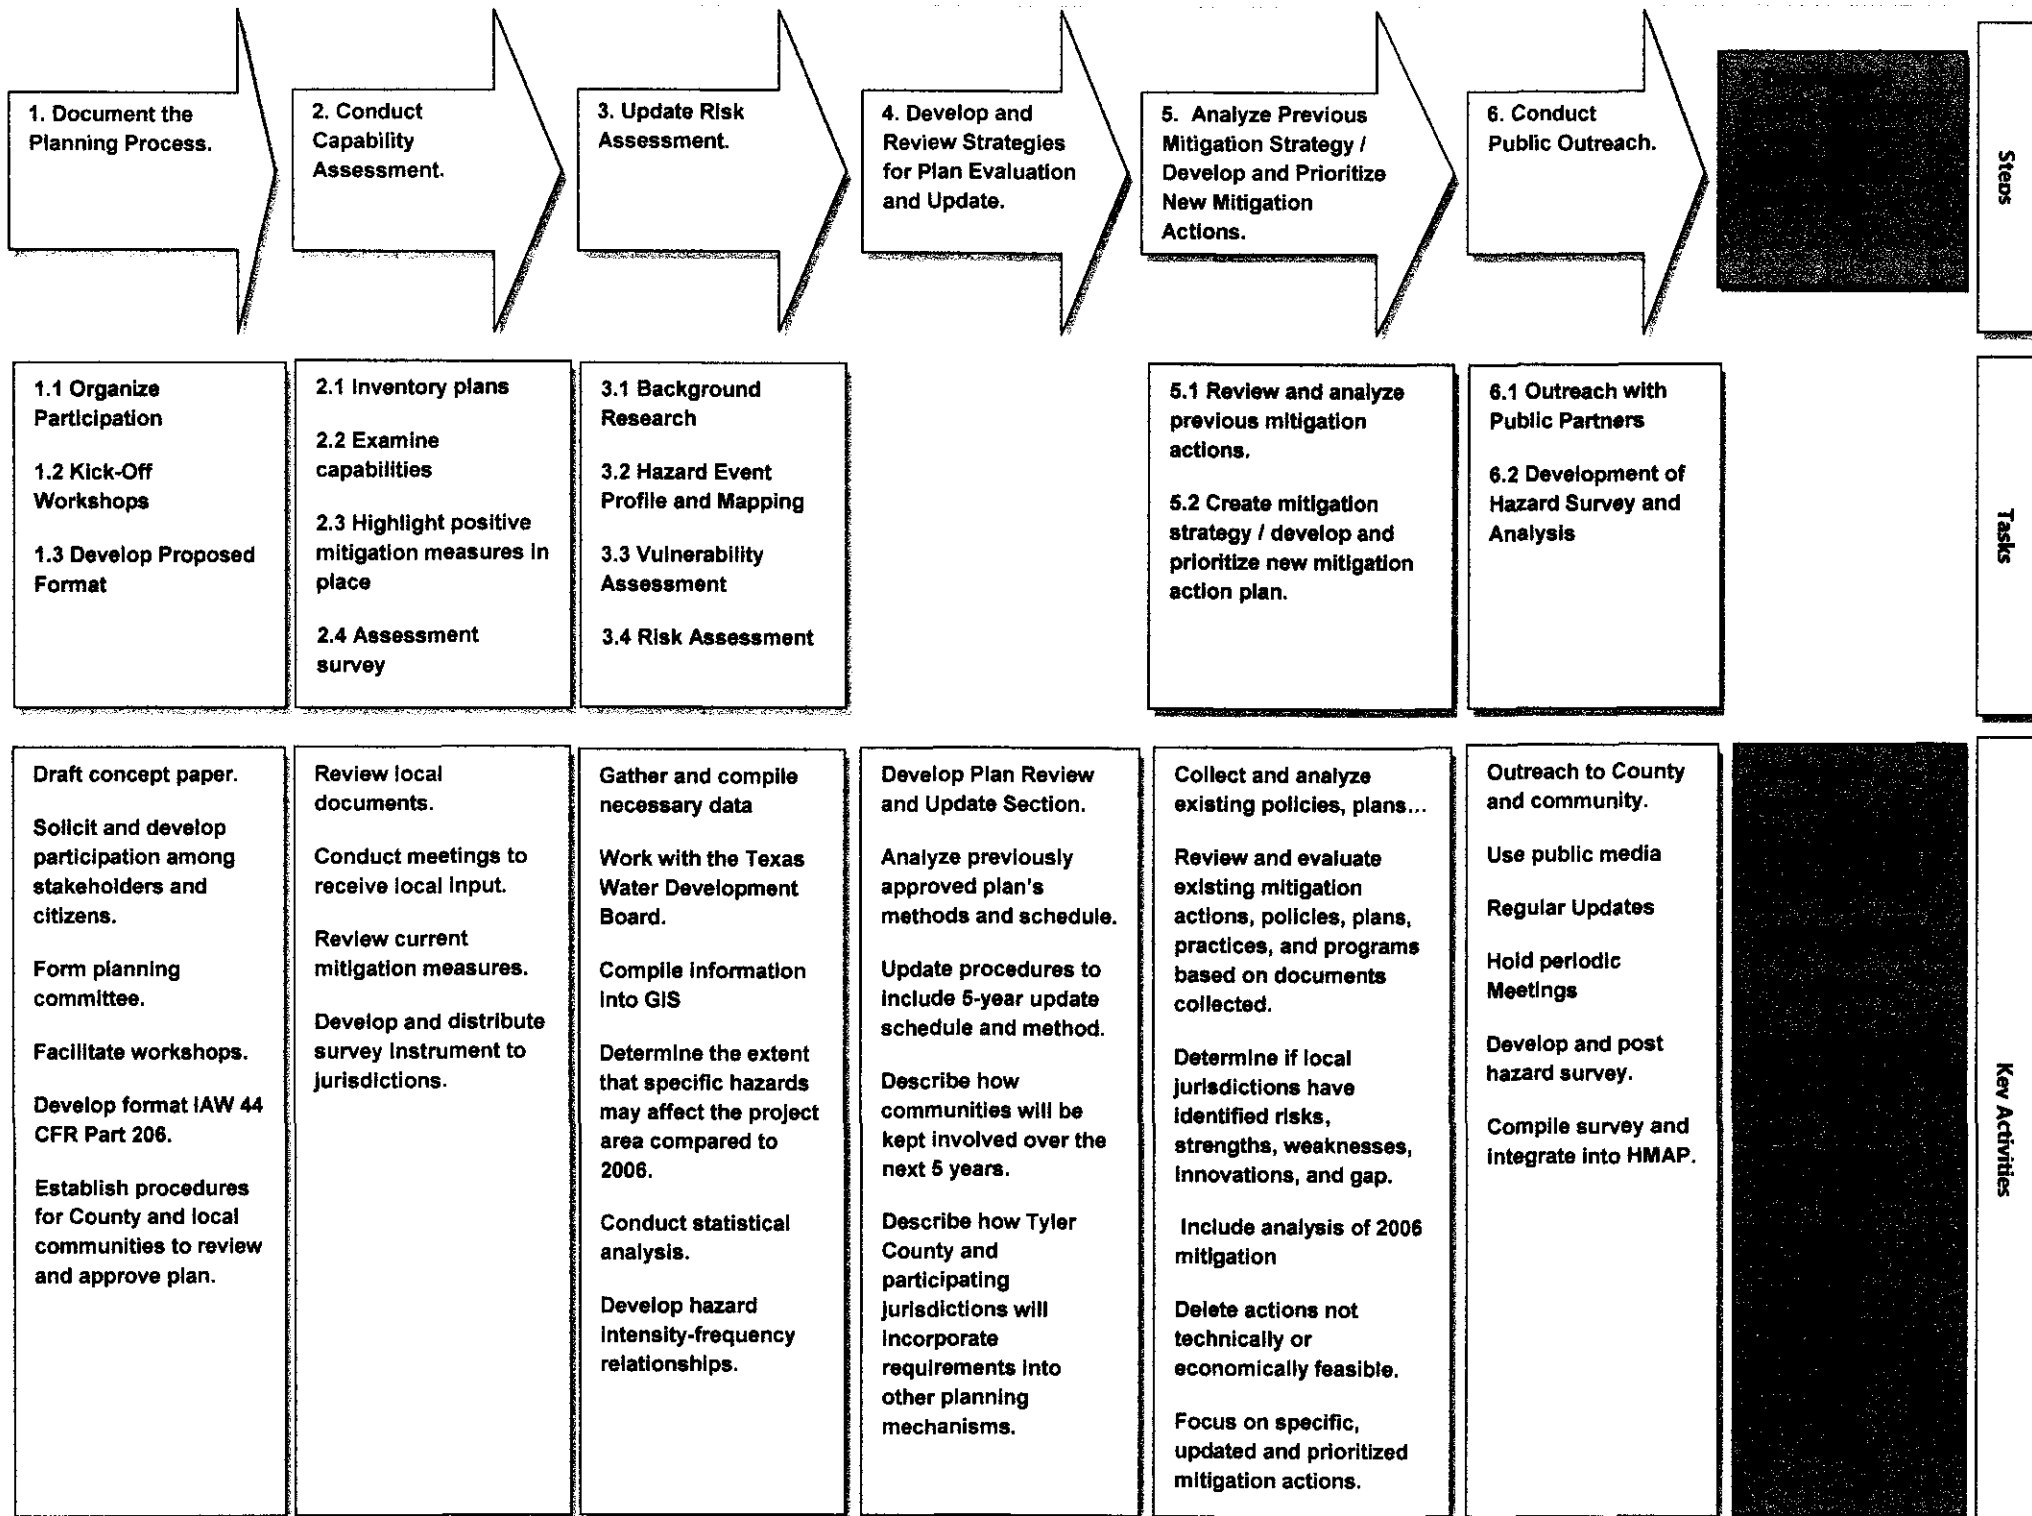 1. Document the
Planning Process.
2. Conduct
Capability
Assessment.
3. Update Risk
Assessment.
4. Develop and
Review Strategies
for Plan Evaluation
and Update.
5. Analyze Previous
Mitigation Strategy /
Develop and Prioritize
New Mitigation
Actions.
6. Conduct
Public Outreach.
Steps
1.1 Organize
Participation
1.2 Kick-Off
Workshops
1.3 Develop Proposed
Format
2.1 Inventory plans
2.2 Examine
capabilities
2.3 Highlight positive
mitigation measures in
place
2.4 Assessment
survey
3.1 Background
Research
3.2 Hazard Event
Profile and Mapping
3.3 Vulnerability
Assessment
3.4 Risk Assessment
5.1 Review and analyze
previous mitigation
actions.
5.2 Create mitigation
strategy / develop and
prioritize new mitigation
action plan.
6.1 Outreach with
Public Partners
6.2 Development of
Hazard Survey and
Analysis
Tasks
Draft concept paper.
Solicit and develop
participation among
stakeholders and
citizens.
Form planning
committee.
Facilitate workshops.
Develop format IAW 44
CFR Part 206.
Establish procedures
for County and local
communities to review
and approve plan.
Review local
documents.
Conduct meetings to
receive local input.
Review current
mitigation measures.
Develop and distribute
survey instrument to
jurisdictions.
Gather and compile
necessary data
Work with the Texas
Water Development
Board.
Compile information
into GIS
Determine the extent
that specific hazards
may affect the project
area compared to
2006.
Conduct statistical
analysis.
Develop hazard
intensity-frequency
relationships.
Develop Plan Review
and Update Section.
Analyze previously
approved plan's
methods and schedule.
Update procedures to
include 5-year update
schedule and method.
Describe how
communities will be
kept involved over the
next 5 years.
Describe how Tyler
County and
participating
jurisdictions will
incorporate
requirements into
other planning
mechanisms.
Collect and analyze
existing policies, plans...
Review and evaluate
existing mitigation
actions, policies, plans,
practices, and programs
based on documents
collected.
Determine if local
jurisdictions have
identified risks,
strengths, weaknesses,
innovations, and gap.
Include analysis of 2006
mitigation
Delete actions not
technically or
economically feasible.
Focus on specific,
updated and prioritized
mitigation actions.
Outreach to County
and community.
Use public media
Regular Updates
Hold periodic
Meetings
Develop and post
hazard survey.
Compile survey and
integrate into HMAP.
Key Activities